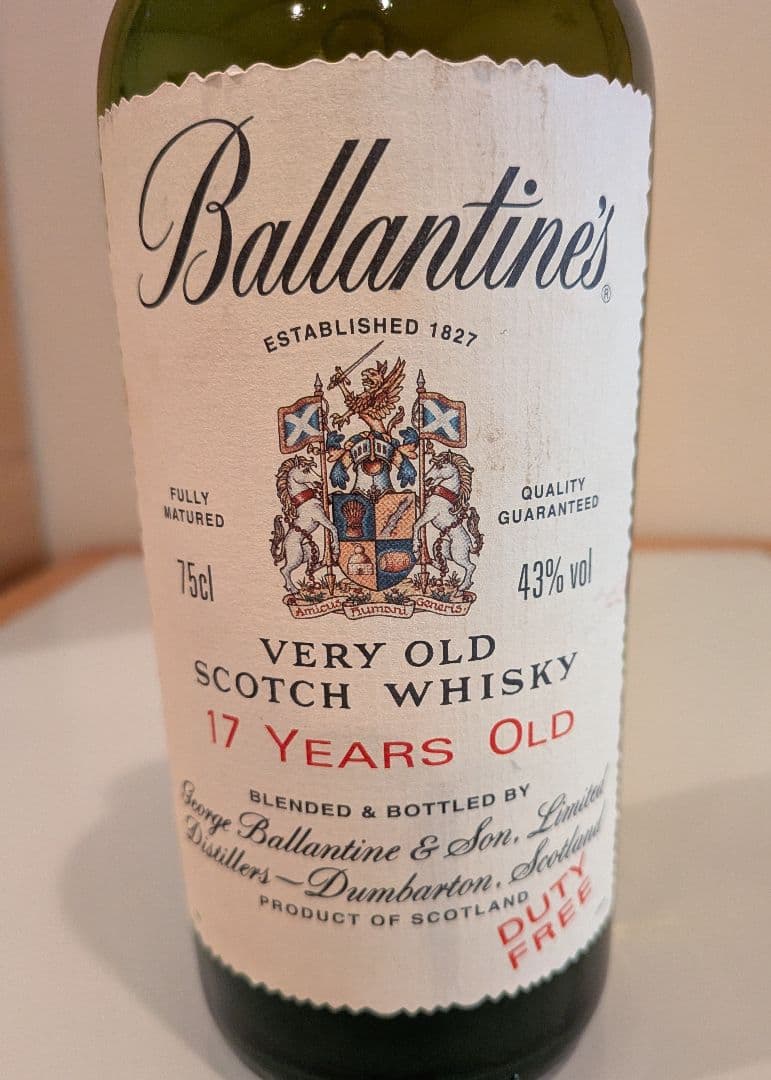 Ballantine's®
ESTABLISHED 1827
FULLY
MATURED
QUALITY
GUARANTEED
75cl
43% vol
Amicus Humani Generis
VERY OLD
SCOTCH WHISKY
17 YEARS OLD
BLENDED & BOTTLED BY
George Ballantine & Son, Limited
Distillers – Dumbarton, Scotland
PRODUCT OF SCOTLAND
DUTY
FREE